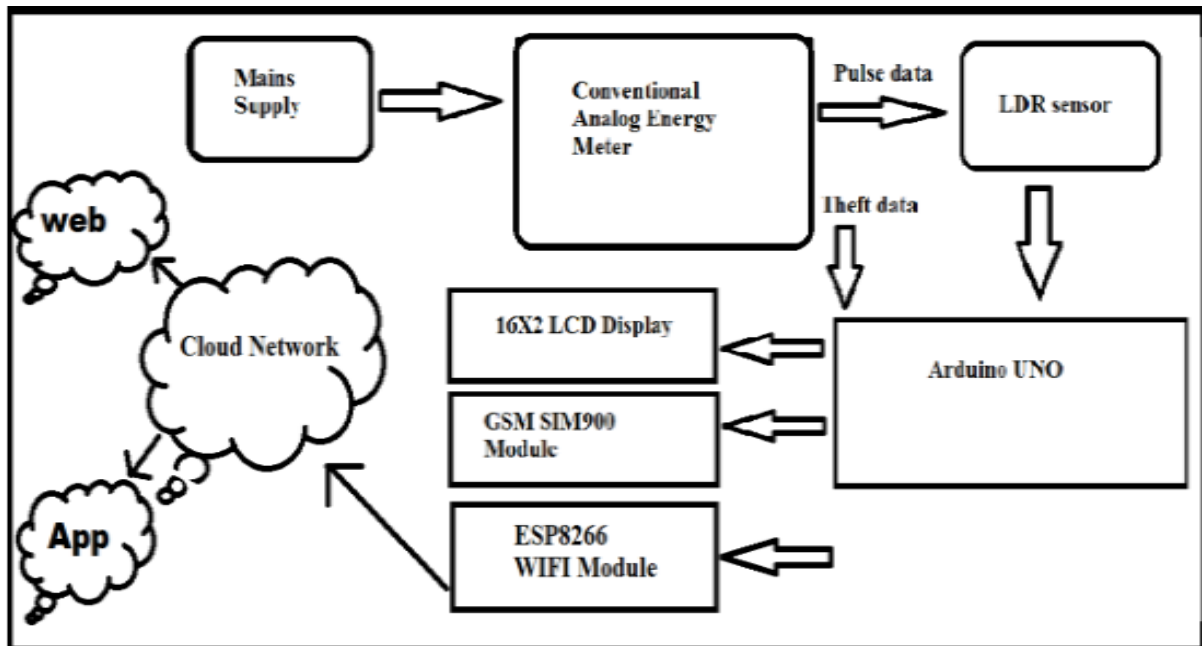 Mains
Supply
Conventional
Analog Energy
Meter
Pulse data
LDR sensor
Theft data
web
Cloud Network
App
16X2 LCD Display
GSM SIM900
Module
ESP8266
WIFI Module
Arduino UNO